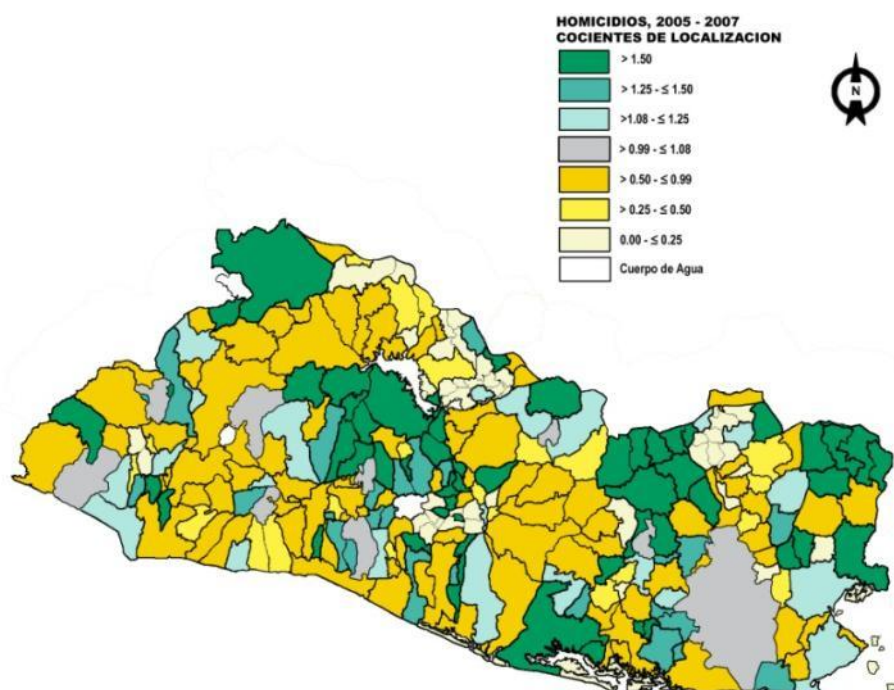 HOMICIDIOS, 2005 - 2007
COCIENTES DE LOCALIZACION
> 1.50
> 1.25 - ≤ 1.50
>1.08 - ≤ 1.25
> 0.99 - ≤ 1.08
> 0.50 - ≤ 0.99
> 0.25 - ≤ 0.50
0.00 - ≤ 0.25
Cuerpo de Agua
N